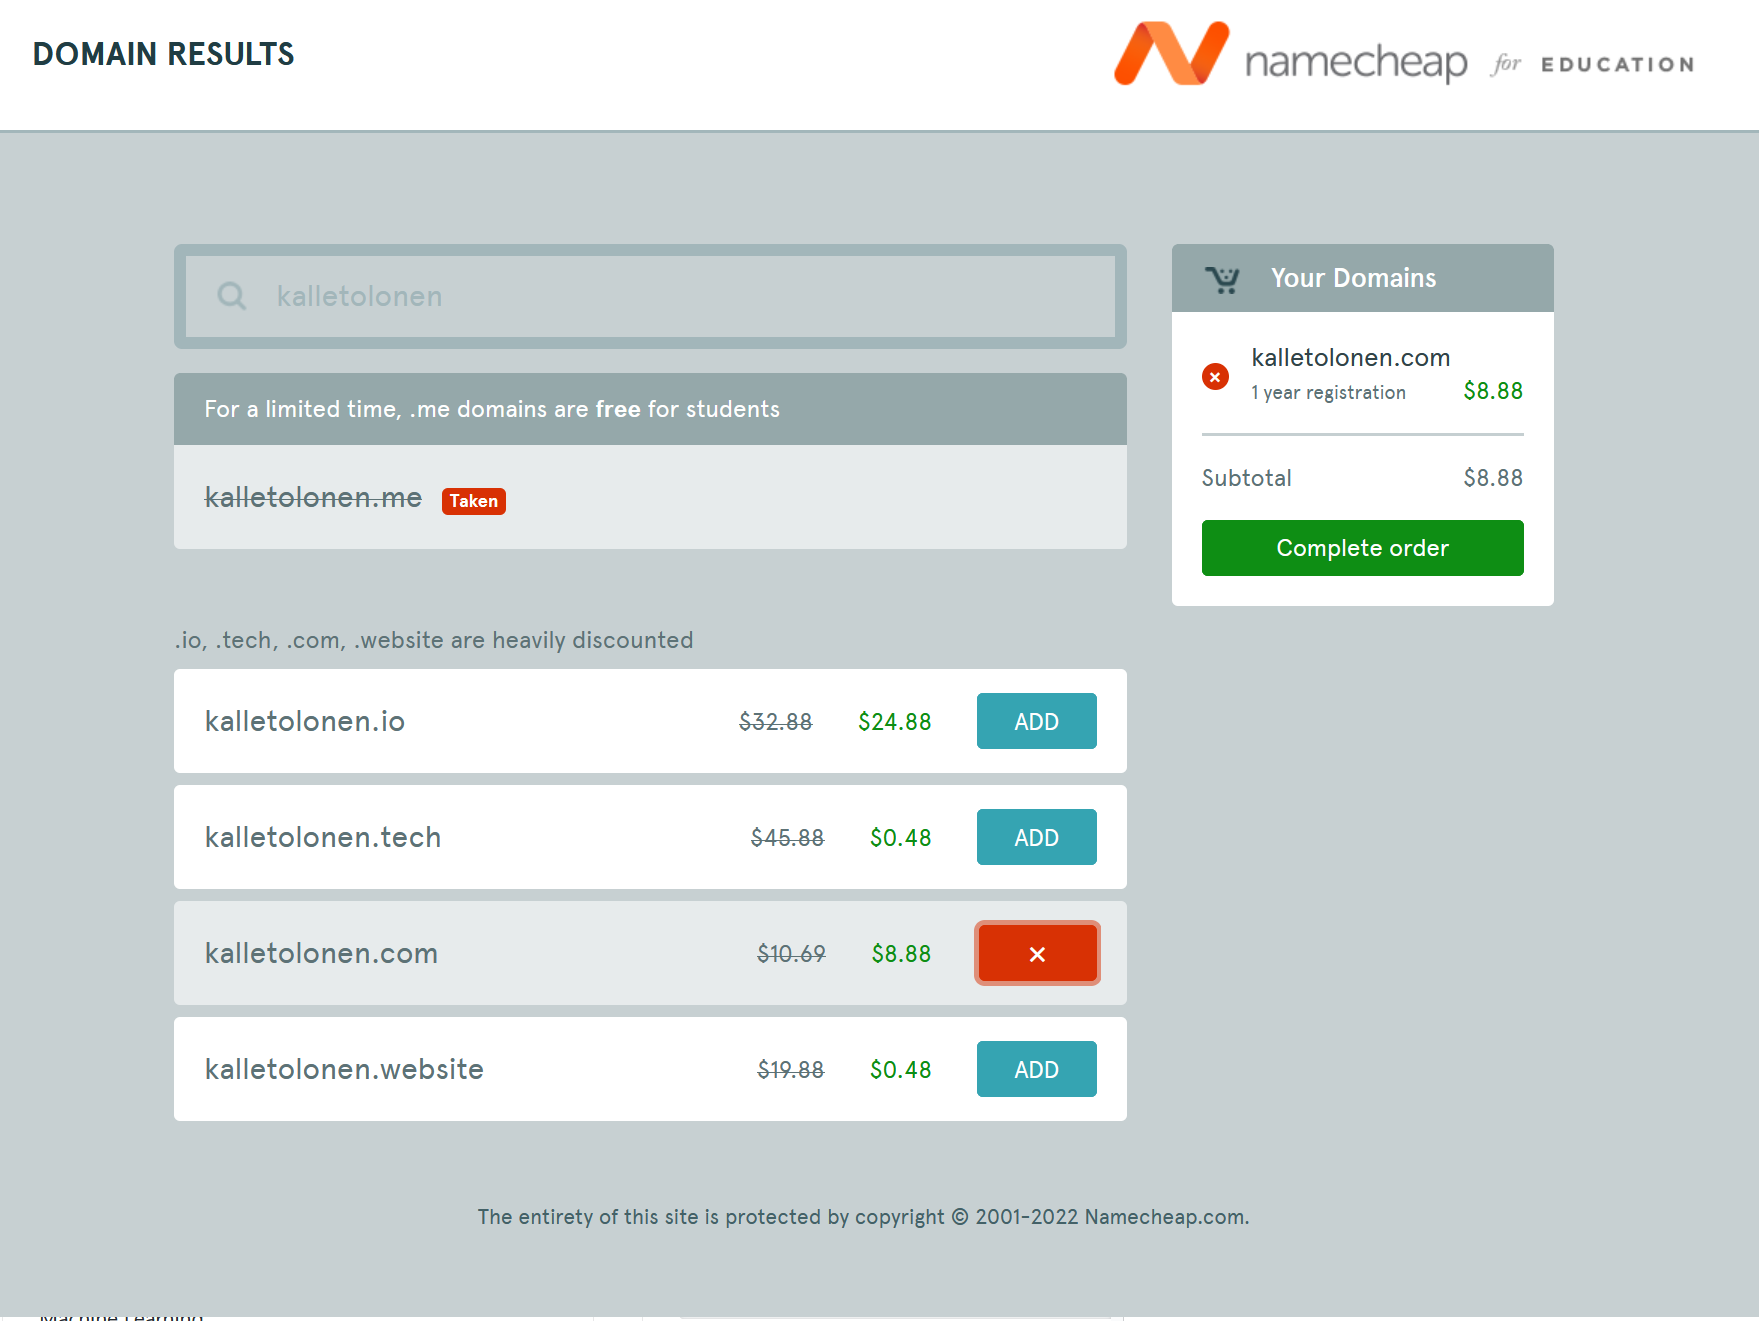 DOMAIN RESULTS
namecheap for EDUCATION
kalletolonen
For a limited time, .me domains are free for students
kalletolonen.me Taken
.io, .tech, .com, .website are heavily discounted
kalletolonen.io $32.88 $24.88 ADD
kalletolonen.tech $45.88 $0.48 ADD
kalletolonen.com $10.69 $8.88 ×
kalletolonen.website $19.88 $0.48 ADD
Your Domains
kalletolonen.com
1 year registration $8.88
Subtotal $8.88
Complete order
The entirety of this site is protected by copyright © 2001-2022 Namecheap.com.
Machine Learning